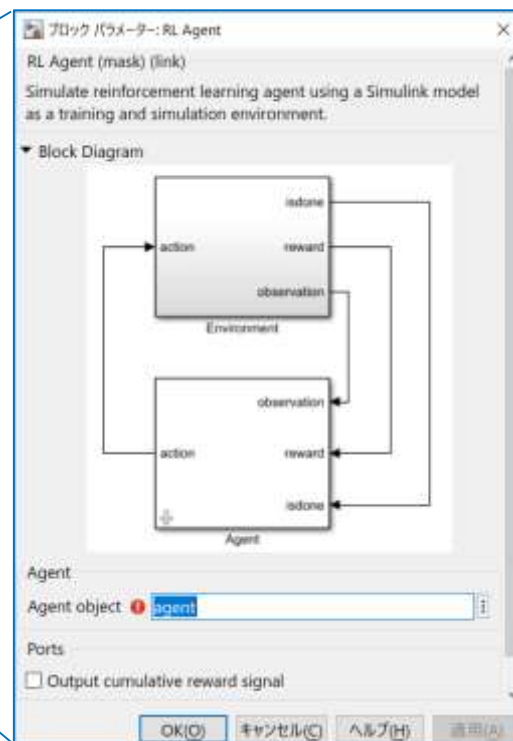 ブロック パラメーター: RL Agent
RL Agent (mask) (link)
Simulate reinforcement learning agent using a Simulink model
as a training and simulation environment.
Block Diagram
isdone
action reward
observation
Environment
observation
action reward
isdone
Agent
Agent
Agent object agent
Ports
Output cumulative reward signal
OK(O) キャンセル(C) ヘルプ(H) 適用(A)